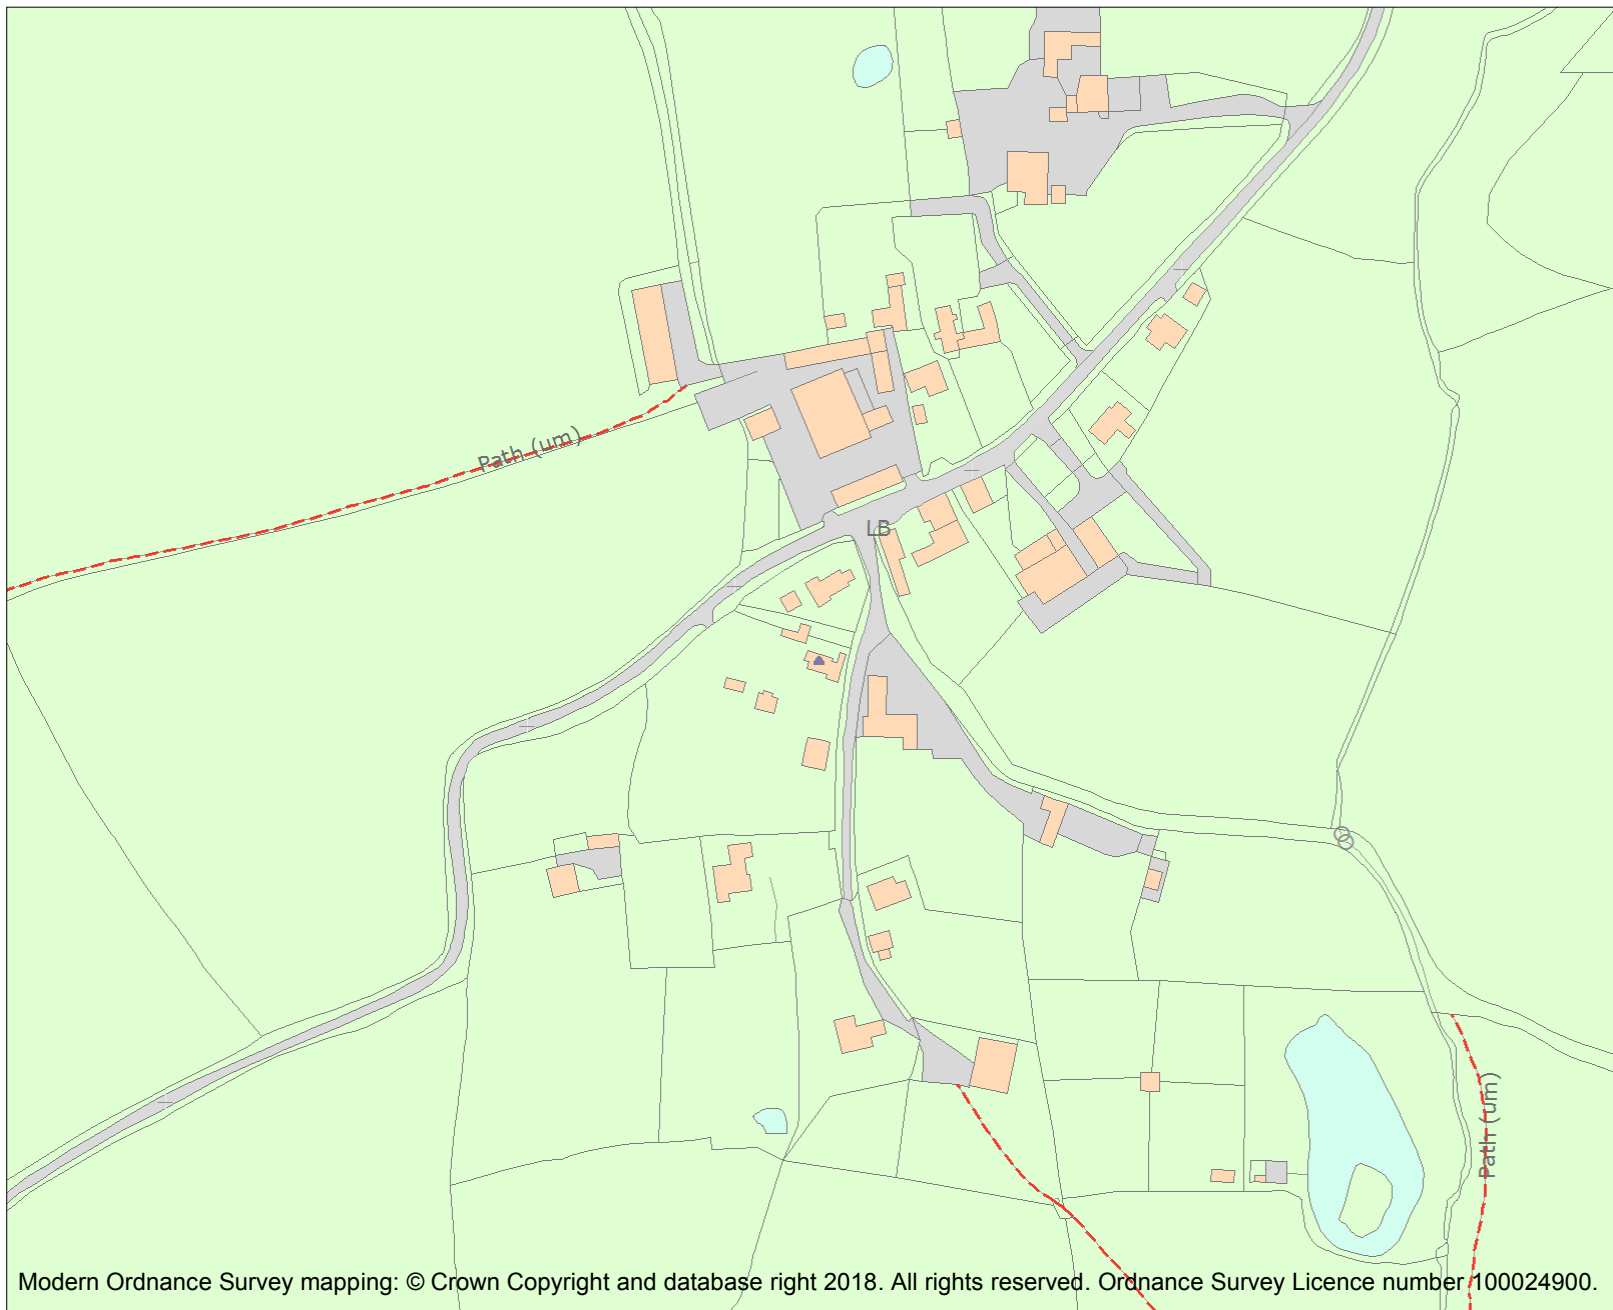 Path (um)
LB
Path (um)
Modern Ordnance Survey mapping: © Crown Copyright and database right 2018. All rights reserved. Ordnance Survey Licence number 100024900.